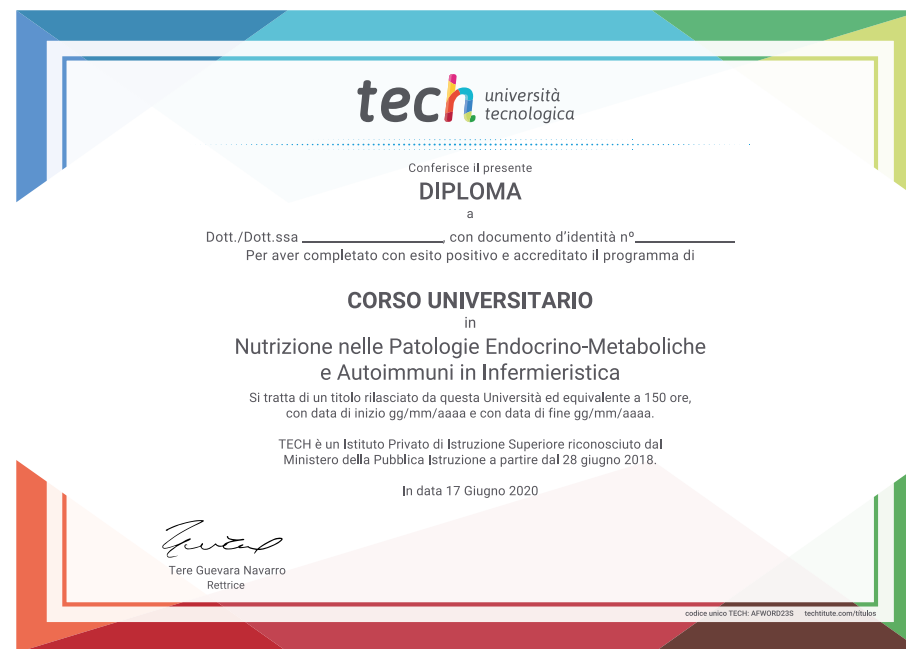 tech università
tecnologica
Conferisce il presente
DIPLOMA
a
Dott./Dott.ssa ________________, con documento d'identità nº____________
Per aver completato con esito positivo e accreditato il programma di
CORSO UNIVERSITARIO
in
Nutrizione nelle Patologie Endocrino-Metaboliche
e Autoimmuni in Infermieristica
Si tratta di un titolo rilasciato da questa Università ed equivalente a 150 ore,
con data di inizio gg/mm/aaaa e con data di fine gg/mm/aaaa.
TECH è un Istituto Privato di Istruzione Superiore riconosciuto dal
Ministero della Pubblica Istruzione a partire dal 28 giugno 2018.
In data 17 Giugno 2020
Tere Guevara Navarro
Rettrice
codice unico TECH: AFWORD23S techtitute.com/títulos